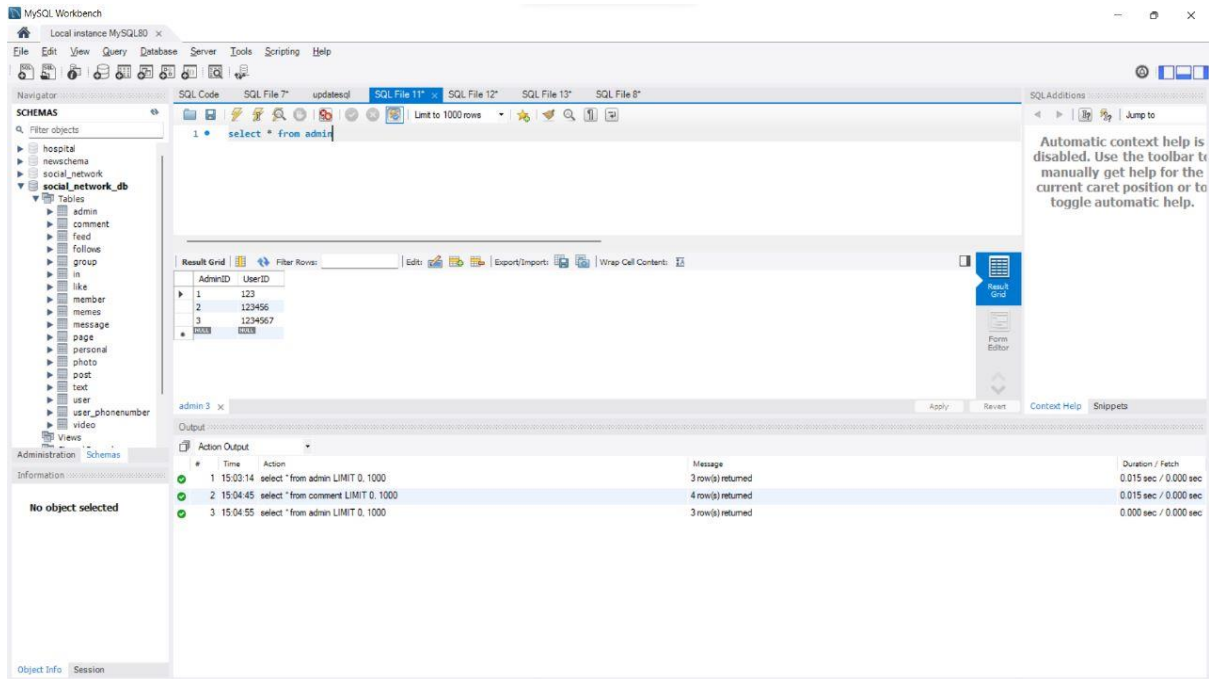 MySQL Workbench
Local instance MySQL80 ×
File Edit View Query Database Server Tools Scripting Help
Navigator
SCHEMAS
Filter objects
hospital
newschema
social_network
social_network_db
Tables
admin
comment
feed
follows
group
in
like
member
memes
message
page
personal
photo
post
text
user
user_phonenumber
video
Views
Administration Schemas
Information
No object selected
Object Info Session
SQL Code SQL File 7* updatesql SQL File 11* × SQL File 12* SQL File 13* SQL File 8*
Limit to 1000 rows
1 select * from admin
Result Grid Filter Rows: Edit: Export/Import: Wrap Cell Content:
AdminID UserID
1 123
2 123456
3 1234567
NULL NULL
Result Grid
Form Editor
admin 3 × Apply Revert
Output
Action Output
# Time Action Message Duration / Fetch
1 15:03:14 select * from admin LIMIT 0, 1000 3 row(s) returned 0.015 sec / 0.000 sec
2 15:04:45 select * from comment LIMIT 0, 1000 4 row(s) returned 0.015 sec / 0.000 sec
3 15:04:55 select * from admin LIMIT 0, 1000 3 row(s) returned 0.000 sec / 0.000 sec
SQLAdditions
Jump to
Automatic context help is
disabled. Use the toolbar to
manually get help for the
current caret position or to
toggle automatic help.
Context Help Snippets